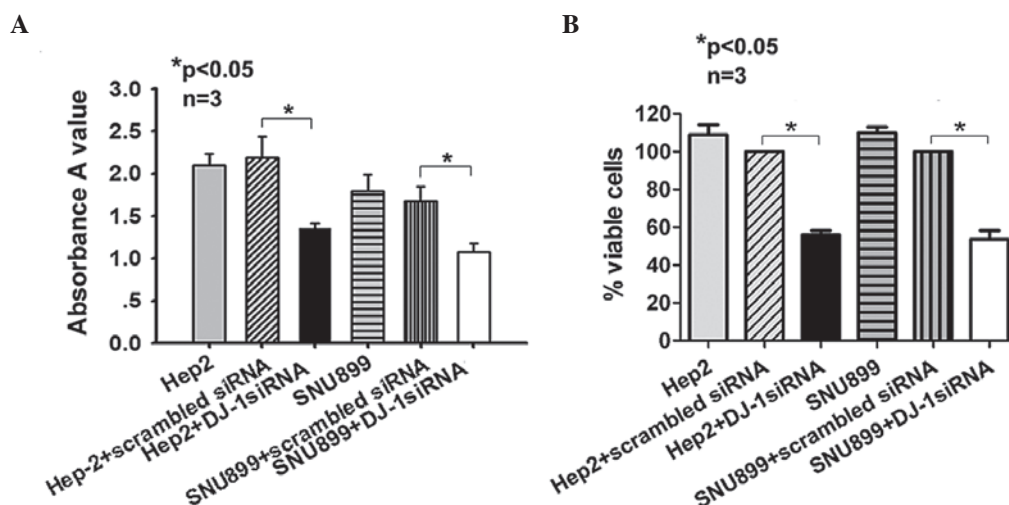 A
*p<0.05
n=3
Absorbance A value
3.0
2.5
2.0
1.5
1.0
.5
0.0
Hep2
Hep-2+scrambled siRNA
Hep2+DJ-1siRNA
SNU899
SNU899+scrambled siRNA
SNU899+DJ-1siRNA
*
*
B
*p<0.05
n=3
% viable cells
120
100
80
60
40
20
0
Hep2
Hep2+scrambled siRNA
Hep2+DJ-1siRNA
SNU899
SNU899+scrambled siRNA
SNU899+DJ-1siRNA
*
*